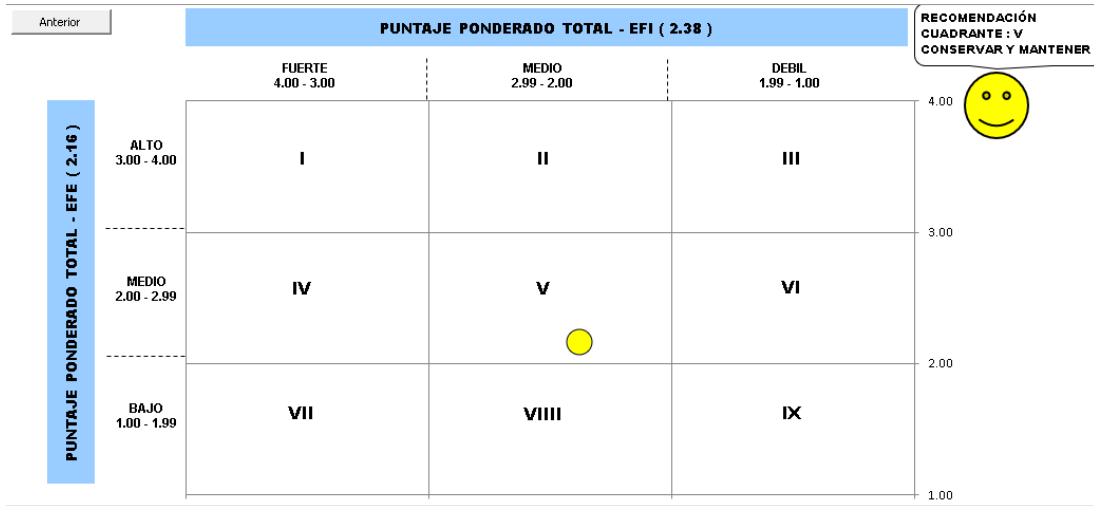 Anterior
PUNTAJE PONDERADO TOTAL - EFI ( 2.38 )
RECOMENDACIÓN
CUADRANTE : V
CONSERVAR Y MANTENER
FUERTE
4.00 - 3.00
MEDIO
2.99 - 2.00
DEBIL
1.99 - 1.00
PUNTAJE PONDERADO TOTAL - EFE ( 2.16 )
4.00
ALTO
3.00 - 4.00
I
II
III
3.00
MEDIO
2.00 - 2.99
IV
V
VI
2.00
BAJO
1.00 - 1.99
VII
VIIII
IX
1.00